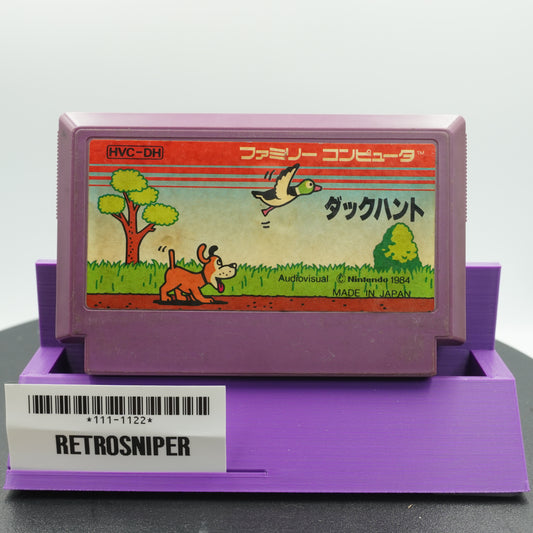 HVC-DH
ファミリー コンピュータ™
ダックハント
Audiovisual © Nintendo 1984
MADE IN JAPAN
*111-1122*
RETROSNIPER